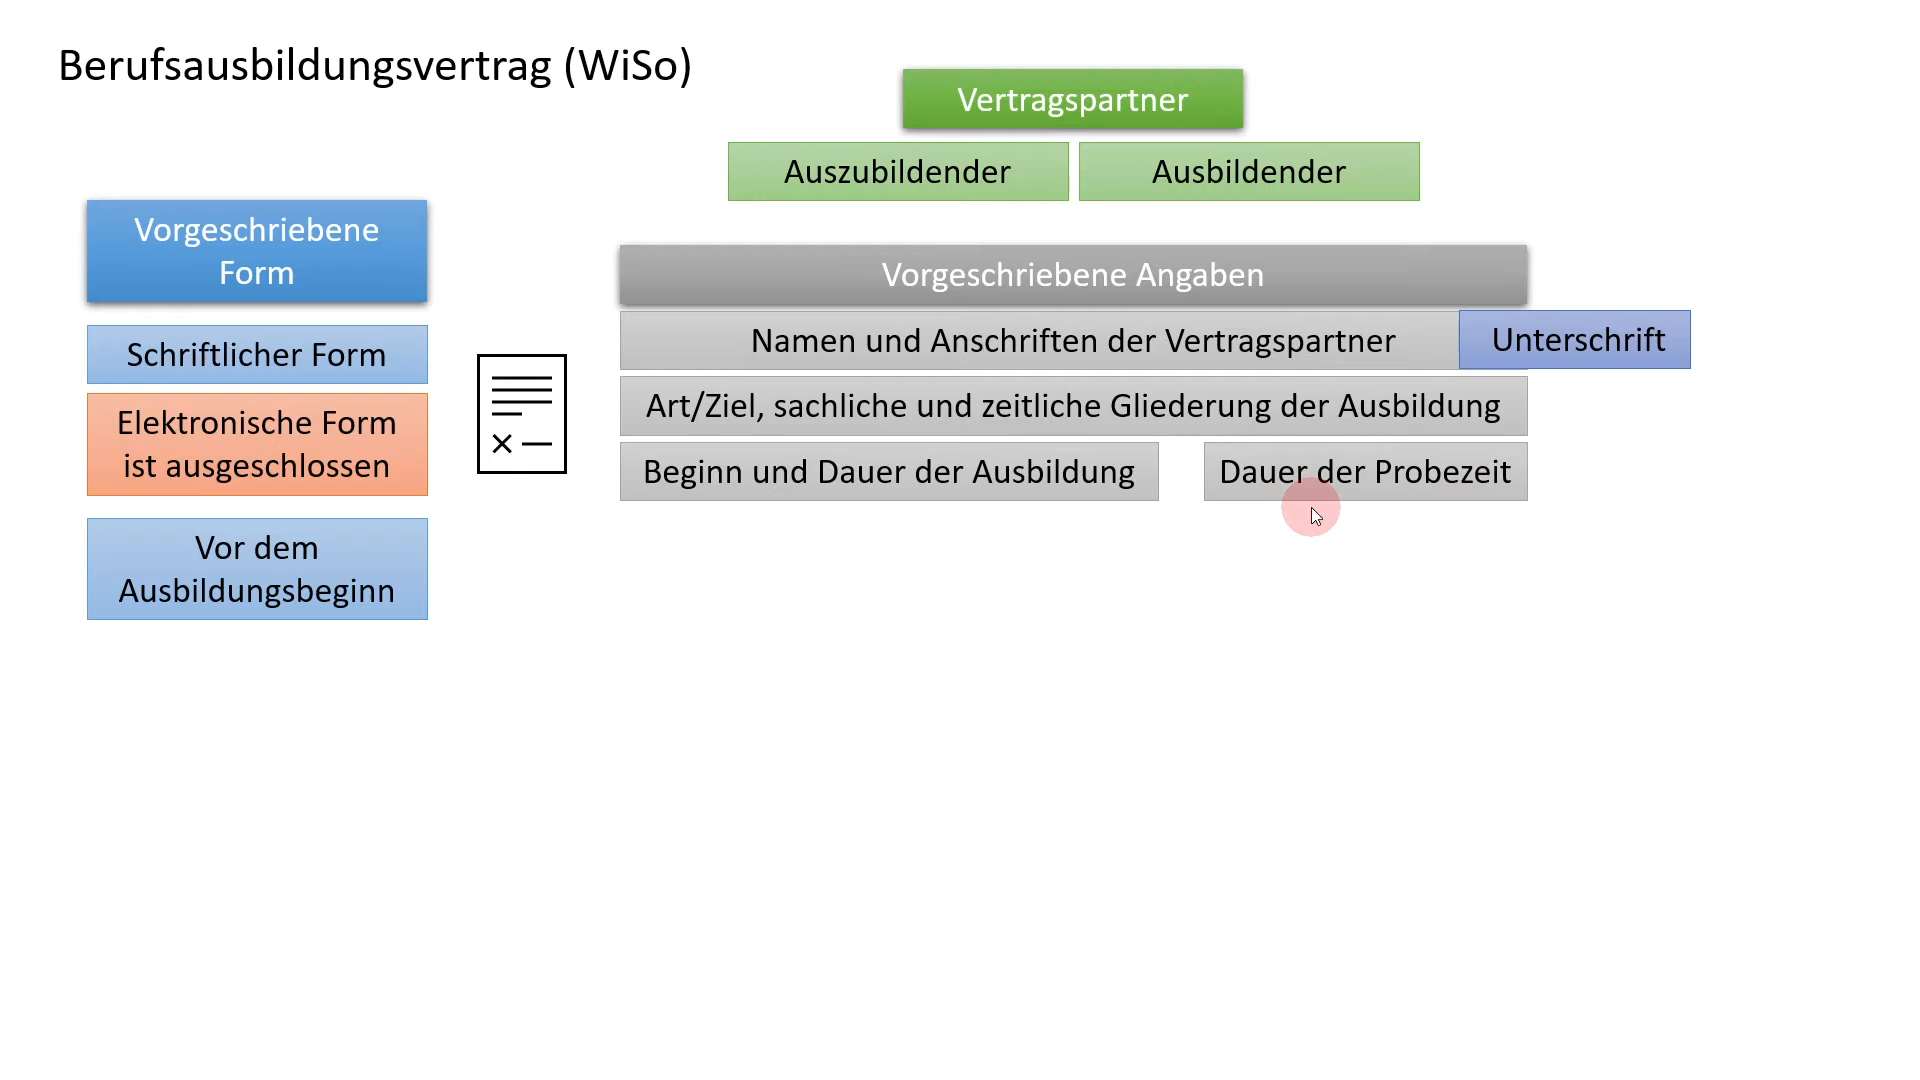 Berufsausbildungsvertrag (WiSo)
Vertragspartner
Auszubildender
Ausbildender
Vorgeschriebene
Form
Schriftlicher Form
Elektronische Form
ist ausgeschlossen
Vor dem
Ausbildungsbeginn
Vorgeschriebene Angaben
Namen und Anschriften der Vertragspartner
Unterschrift
Art/Ziel, sachliche und zeitliche Gliederung der Ausbildung
Beginn und Dauer der Ausbildung
Dauer der Probezeit